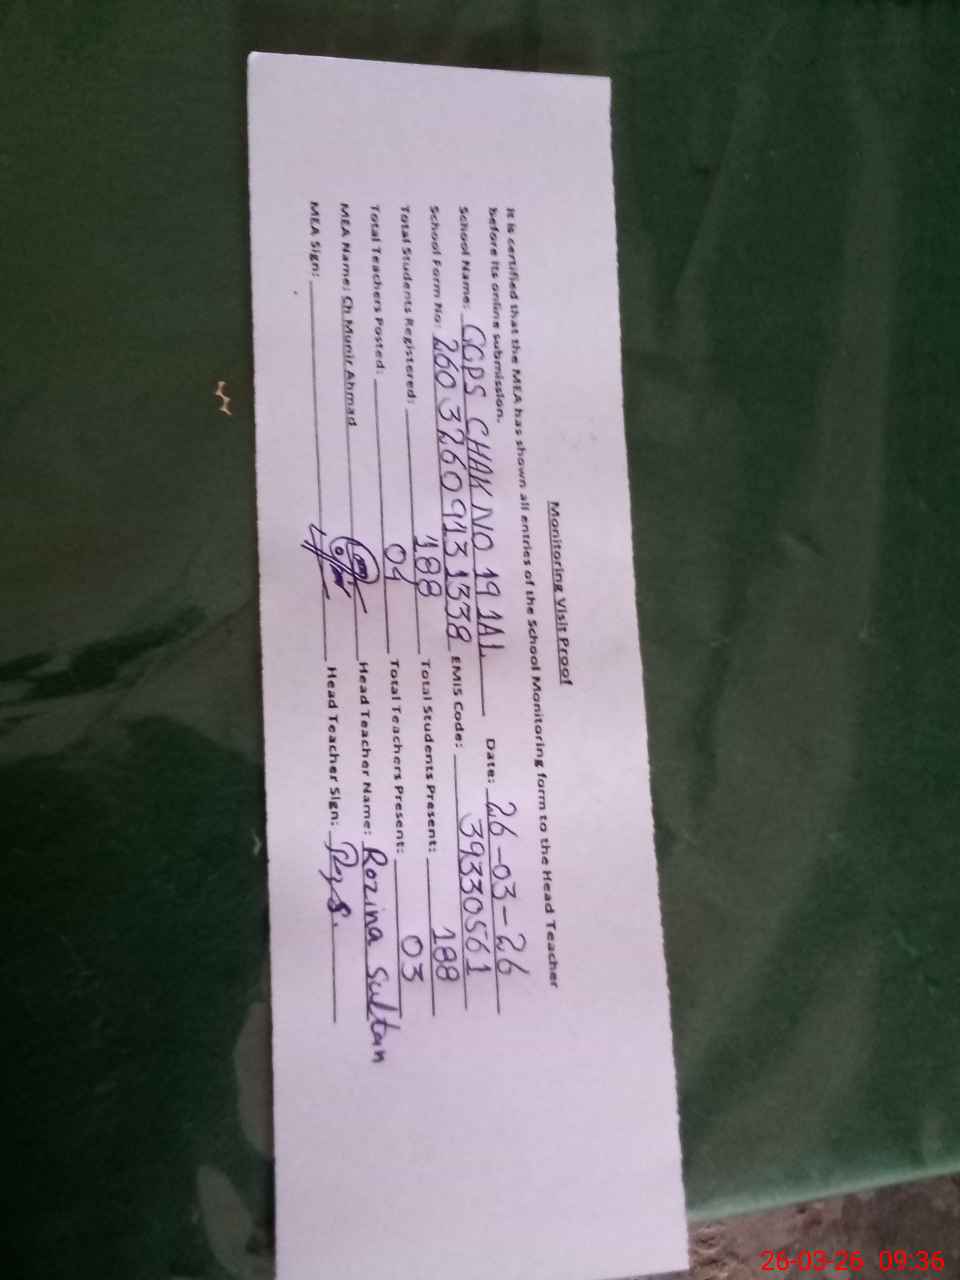 Monitoring Visit Proof
It is certified that the MEA has shown all entries of the School Monitoring form to the Head Teacher
before its online submission.
School Name: GGPS CHAK NO 19 1AL Date: 26-03-26
School Form No: 2603260913 1338 EMIS Code: 39330561
Total Students Registered: 188 Total Students Present: 188
Total Teachers Posted: 04 Total Teachers Present: 03
MEA Name: Ch Munir Ahmad Head Teacher Name: Rozina Sultan
MEA Sign: Head Teacher Sign:
26-03-26 09:36